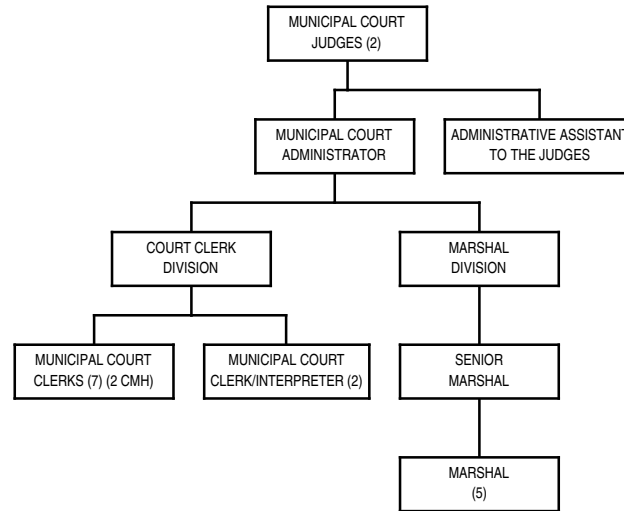 MUNICIPAL COURT
JUDGES (2)
MUNICIPAL COURT
ADMINISTRATOR
ADMINISTRATIVE ASSISTANT
TO THE JUDGES
COURT CLERK
DIVISION
MARSHAL
DIVISION
MUNICIPAL COURT
CLERKS (7) (2 CMH)
MUNICIPAL COURT
CLERK/INTERPRETER (2)
SENIOR
MARSHAL
MARSHAL
(5)